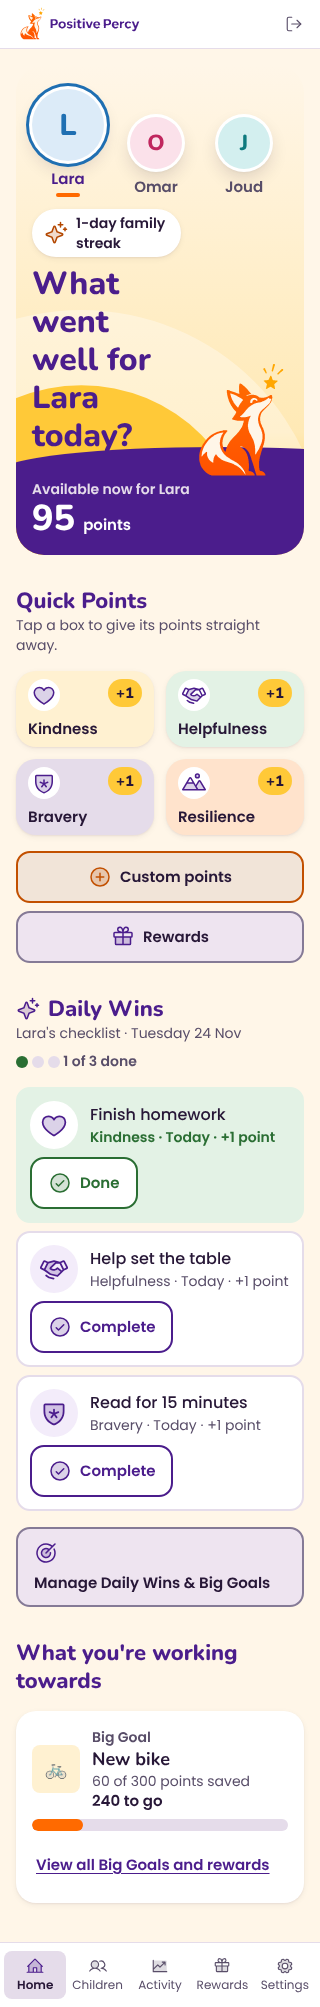 Positive Percy
L
O
J
Lara
Omar
Joud
1-day family
streak
What
went
well for
Lara
today?
Available now for Lara
95 points
Quick Points
Tap a box to give its points straight
away.
+1
Kindness
+1
Helpfulness
+1
Bravery
+1
Resilience
Custom points
Rewards
Daily Wins
Lara's checklist · Tuesday 24 Nov
1 of 3 done
Finish homework
Kindness · Today · +1 point
Done
Help set the table
Helpfulness · Today · +1 point
Complete
Read for 15 minutes
Bravery · Today · +1 point
Complete
Manage Daily Wins & Big Goals
What you're working
towards
Big Goal
New bike
60 of 300 points saved
240 to go
View all Big Goals and rewards
Home
Children
Activity
Rewards
Settings